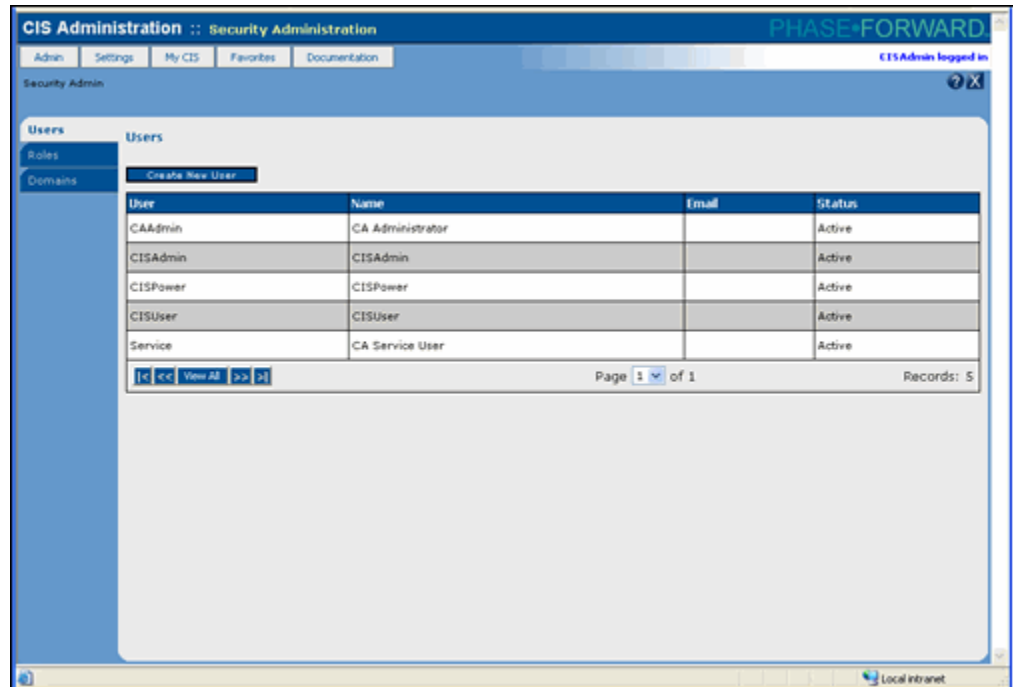 CIS Administration :: Security Administration
PHASE•FORWARD.
Admin Settings My CIS Favorites Documentation
CISAdmin logged in
Security Admin
? X
Users
Roles
Domains
Users
Create New User
User Name Email Status
CAAdmin CA Administrator Active
CISAdmin CISAdmin Active
CISPower CISPower Active
CISUser CISUser Active
Service CA Service User Active
|< << View All >> >| Page 1 of 1 Records: 5
Local intranet